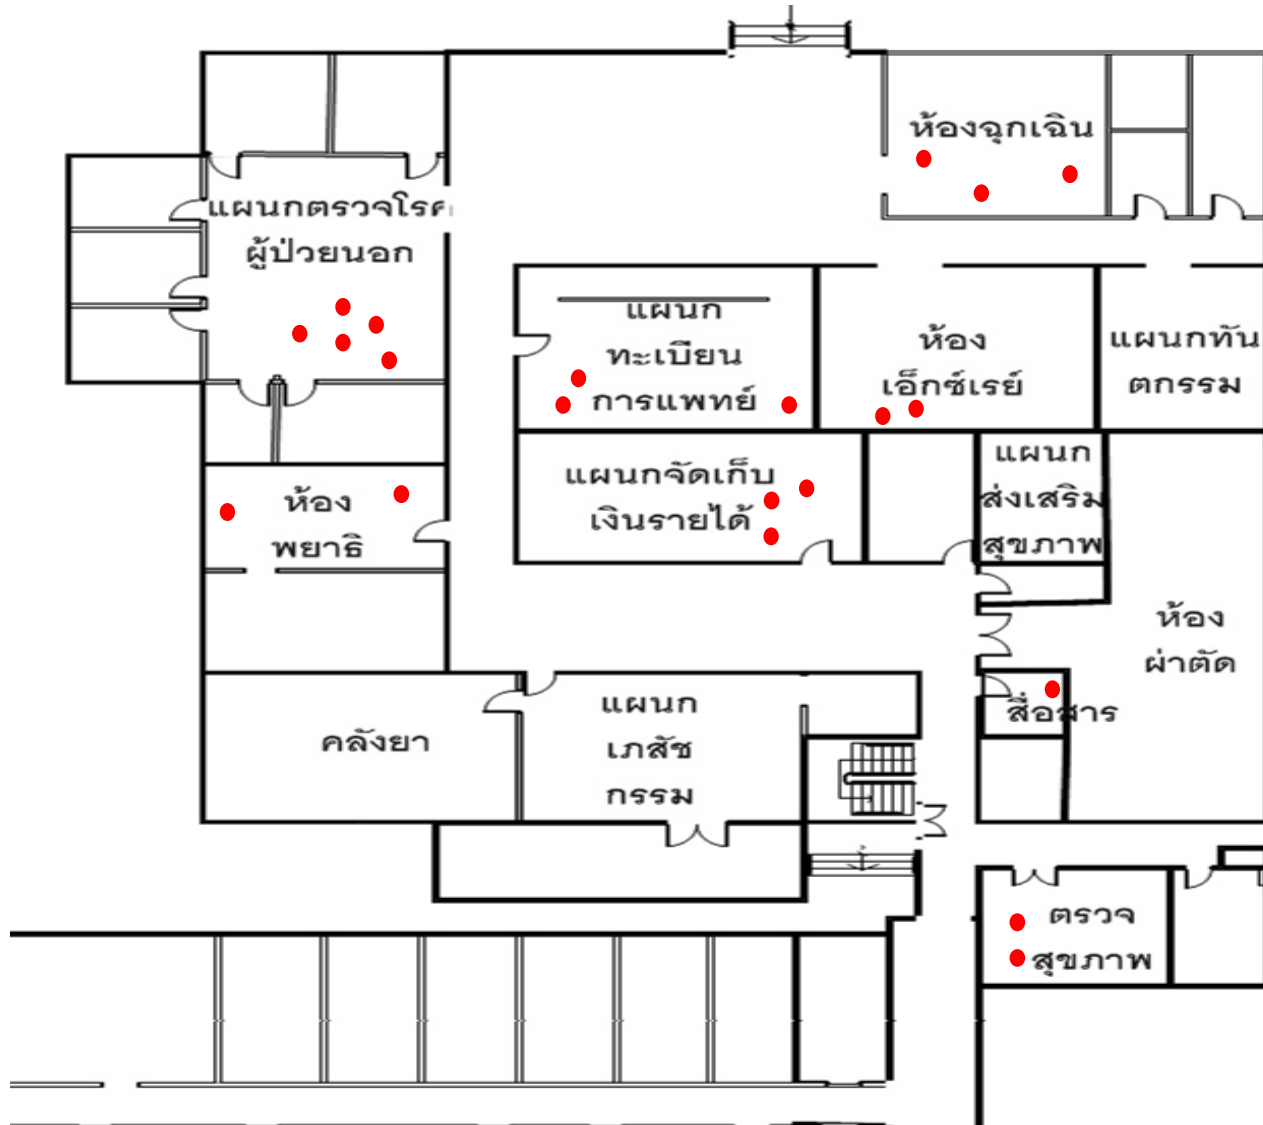 ห้องฉุกเฉิน
แผนกตรวจโรค
ผู้ป่วยนอก
แผนก
ทะเบียน
การแพทย์
ห้อง
เอ็กซ์เรย์
แผนกทัน
ตกรรม
แผนกจัดเก็บ
เงินรายได้
แผนก
ส่งเสริม
สุขภาพ
ห้อง
พยาธิ
ห้อง
ผ่าตัด
คลังยา
แผนก
เภสัช
กรรม
สื่อสาร
ตรวจ
สุขภาพ